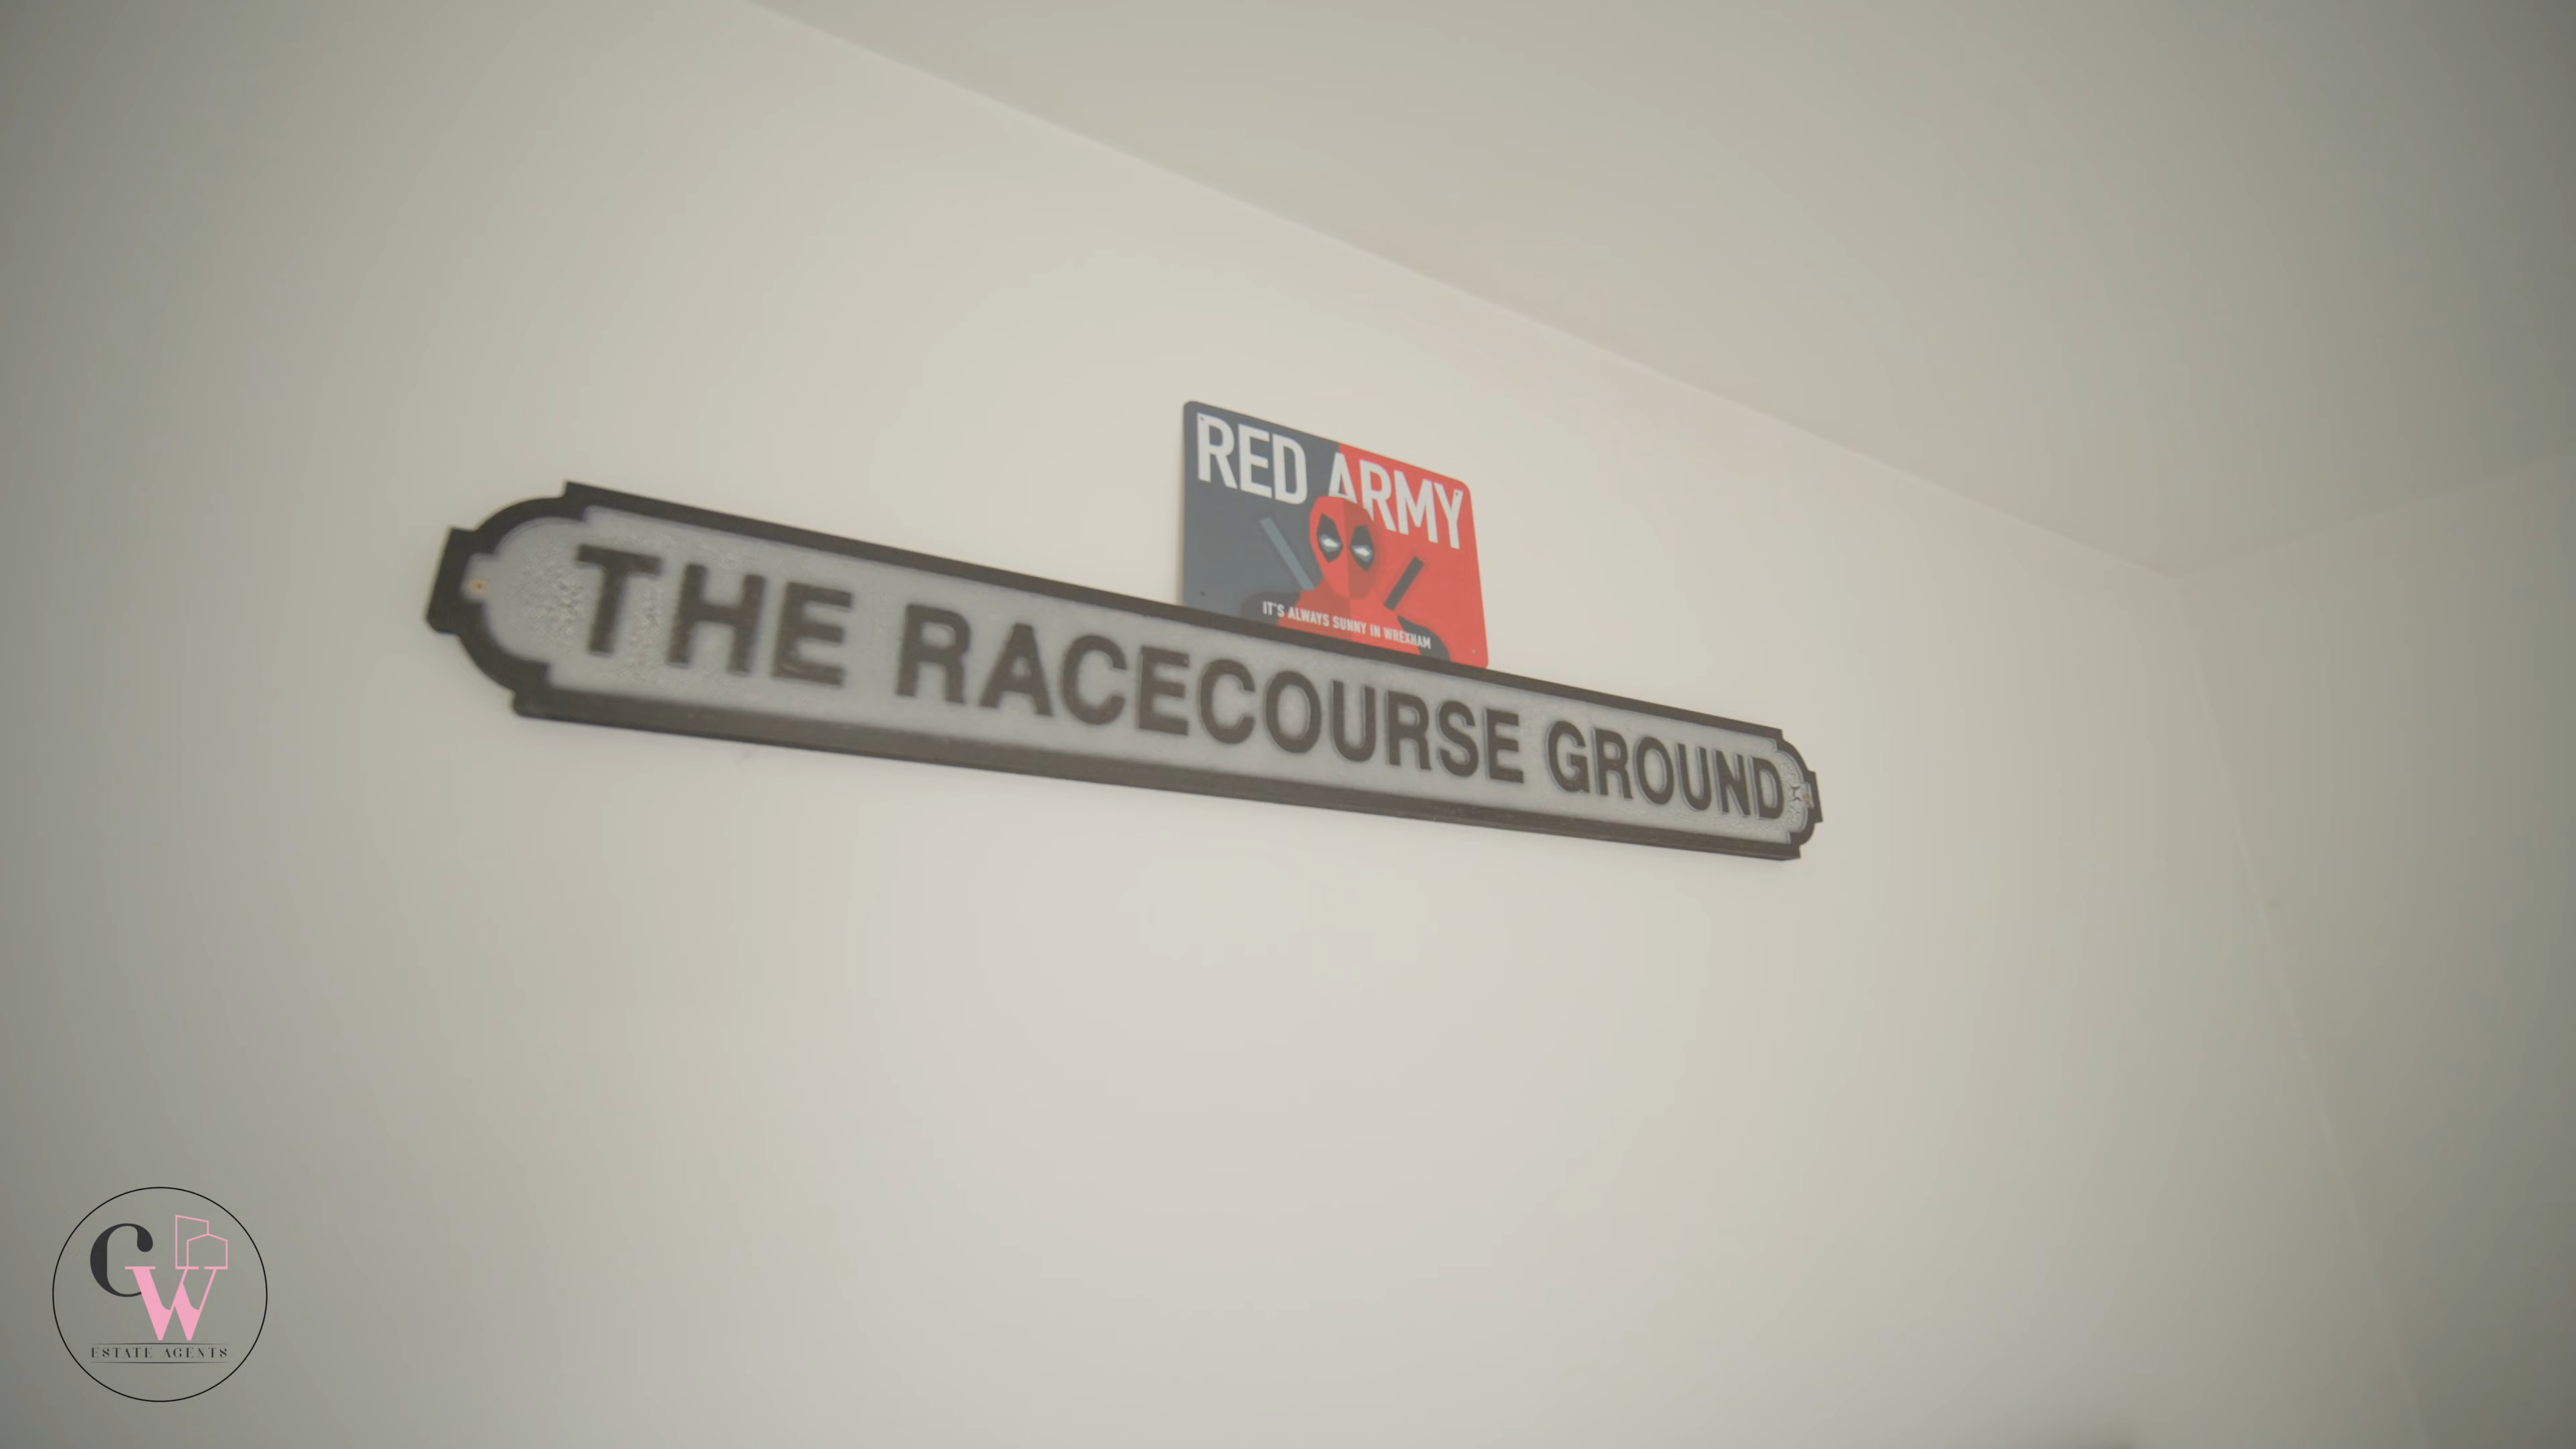 RED ARMY
IT'S ALWAYS SUNNY IN WREXHAM
THE RACECOURSE GROUND
CW
ESTATE AGENTS